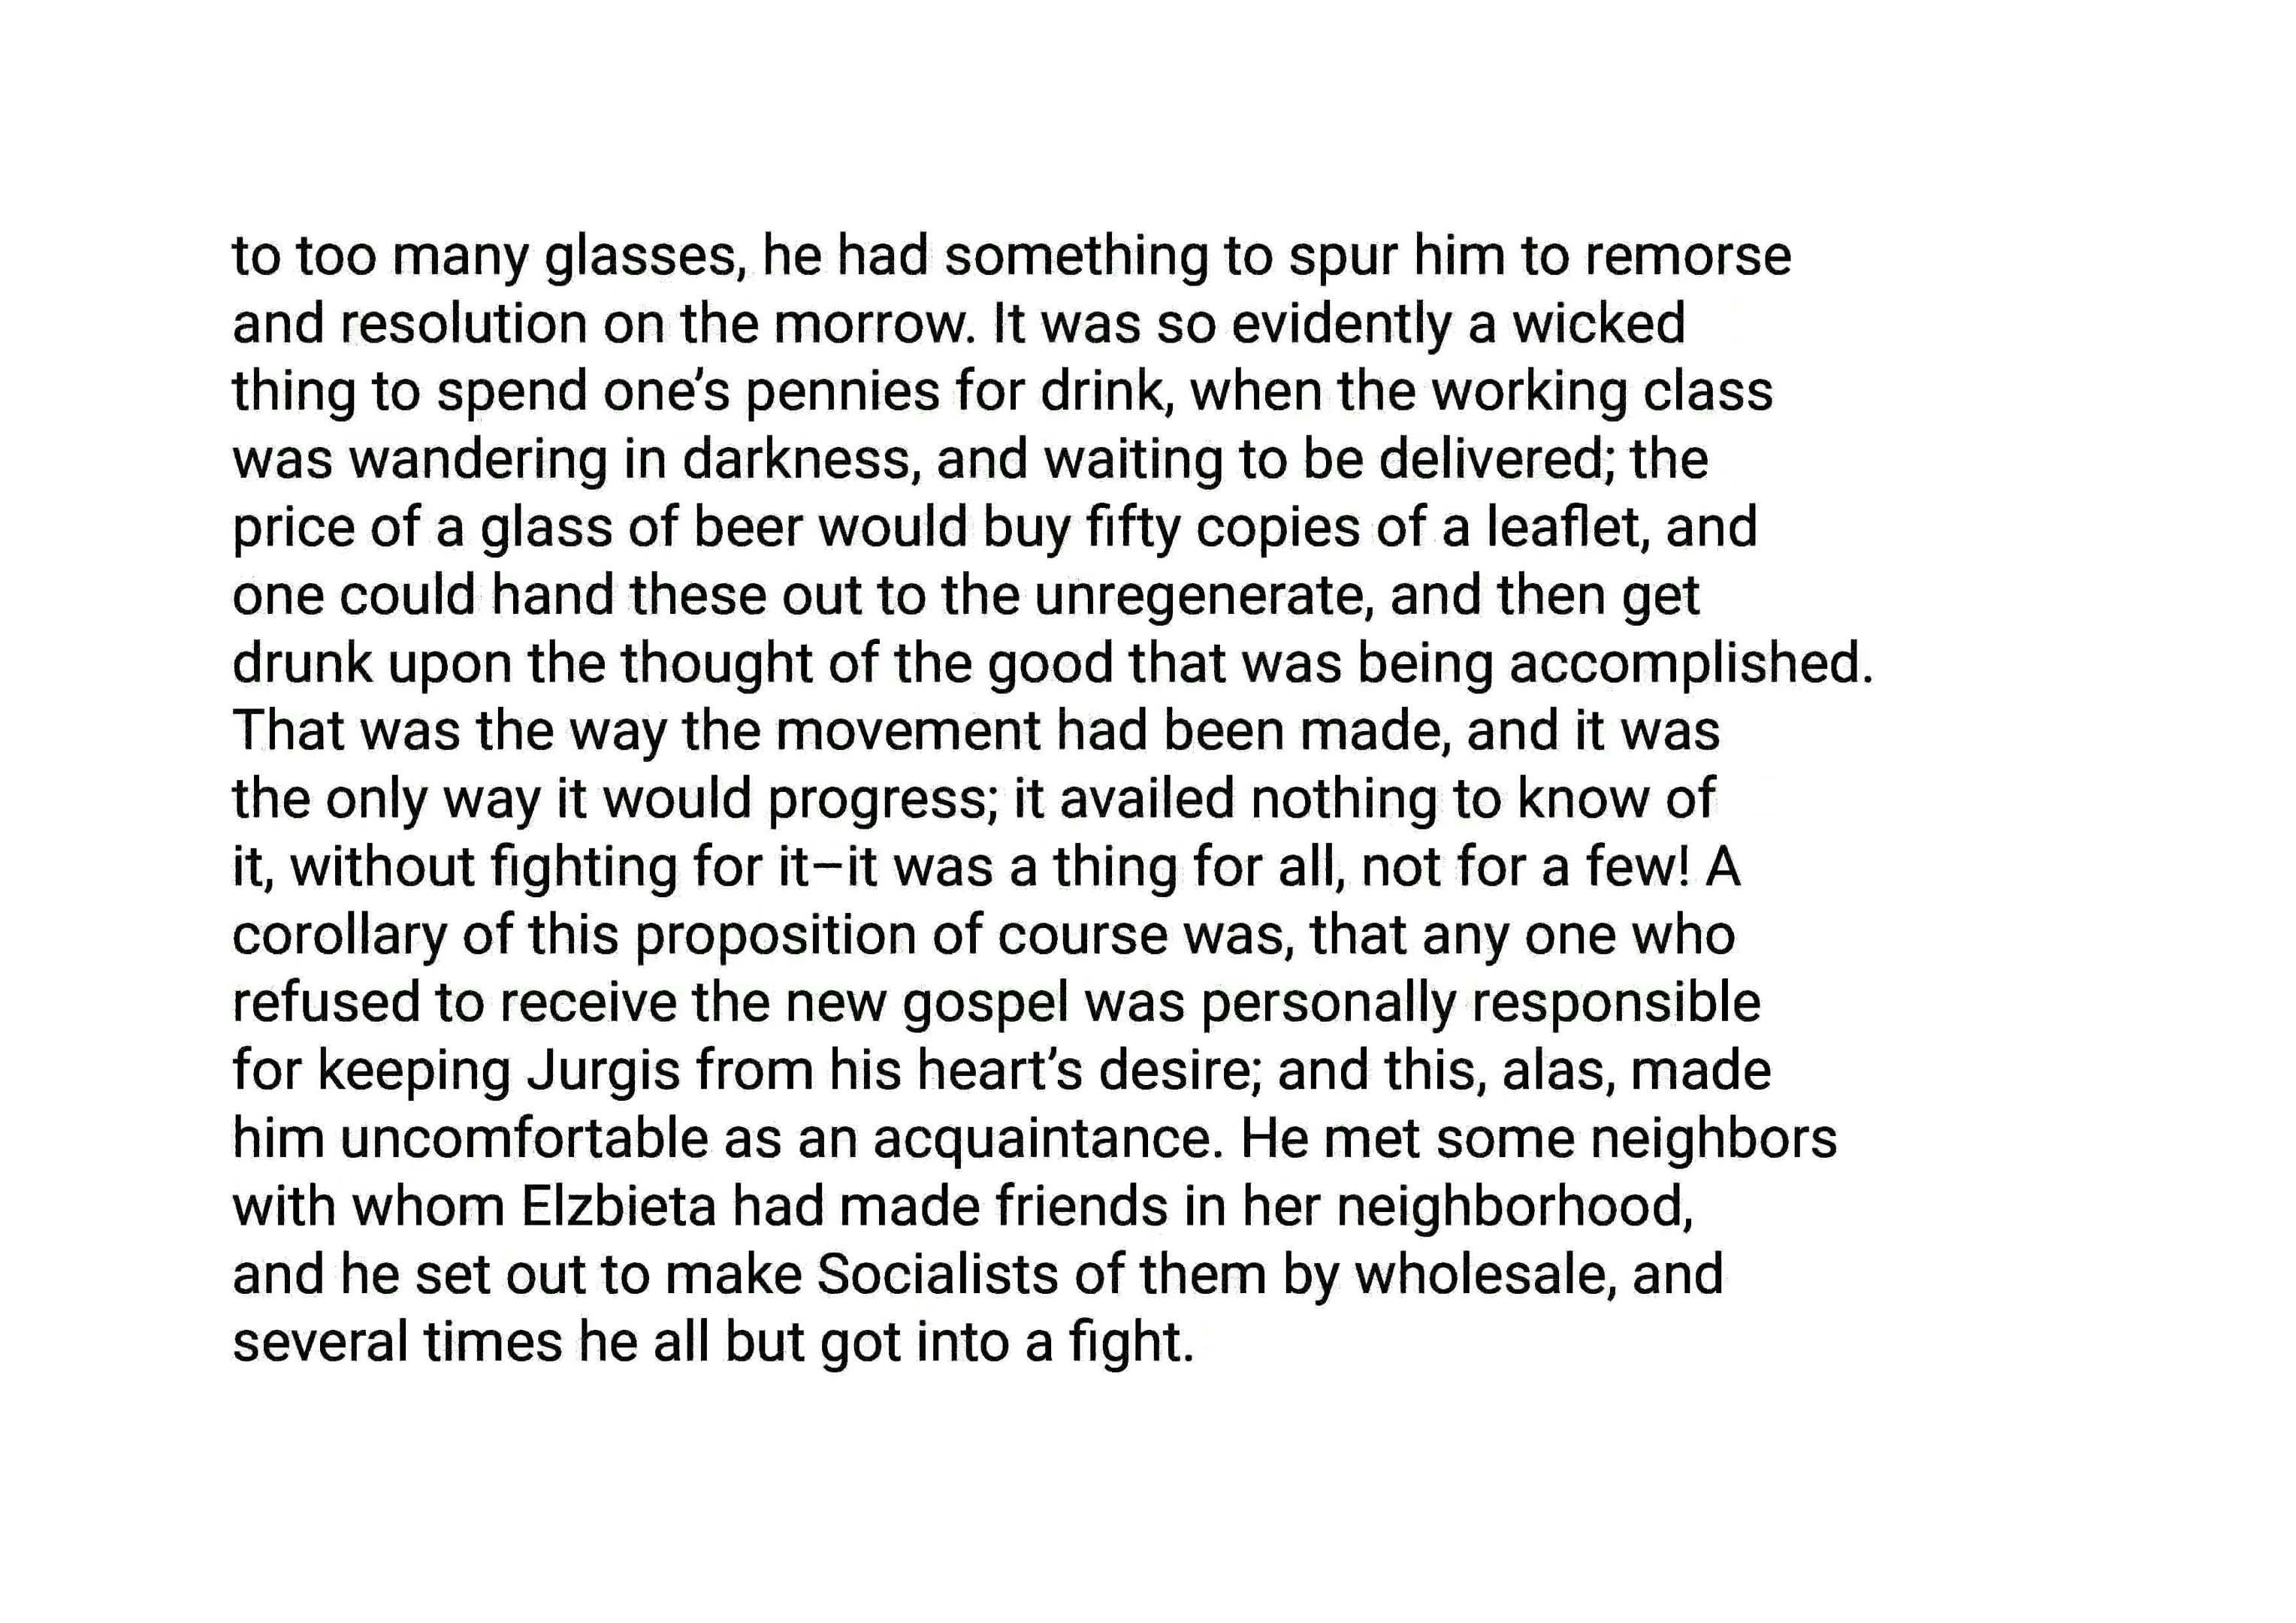 to too many glasses, he had something to spur him to remorse
and resolution on the morrow. It was so evidently a wicked
thing to spend one’s pennies for drink, when the working class
was wandering in darkness, and waiting to be delivered; the
price of a glass of beer would buy fifty copies of a leaflet, and
one could hand these out to the unregenerate, and then get
drunk upon the thought of the good that was being accomplished.
That was the way the movement had been made, and it was
the only way it would progress; it availed nothing to know of
it, without fighting for it–it was a thing for all, not for a few! A
corollary of this proposition of course was, that any one who
refused to receive the new gospel was personally responsible
for keeping Jurgis from his heart’s desire; and this, alas, made
him uncomfortable as an acquaintance. He met some neighbors
with whom Elzbieta had made friends in her neighborhood,
and he set out to make Socialists of them by wholesale, and
several times he all but got into a fight.